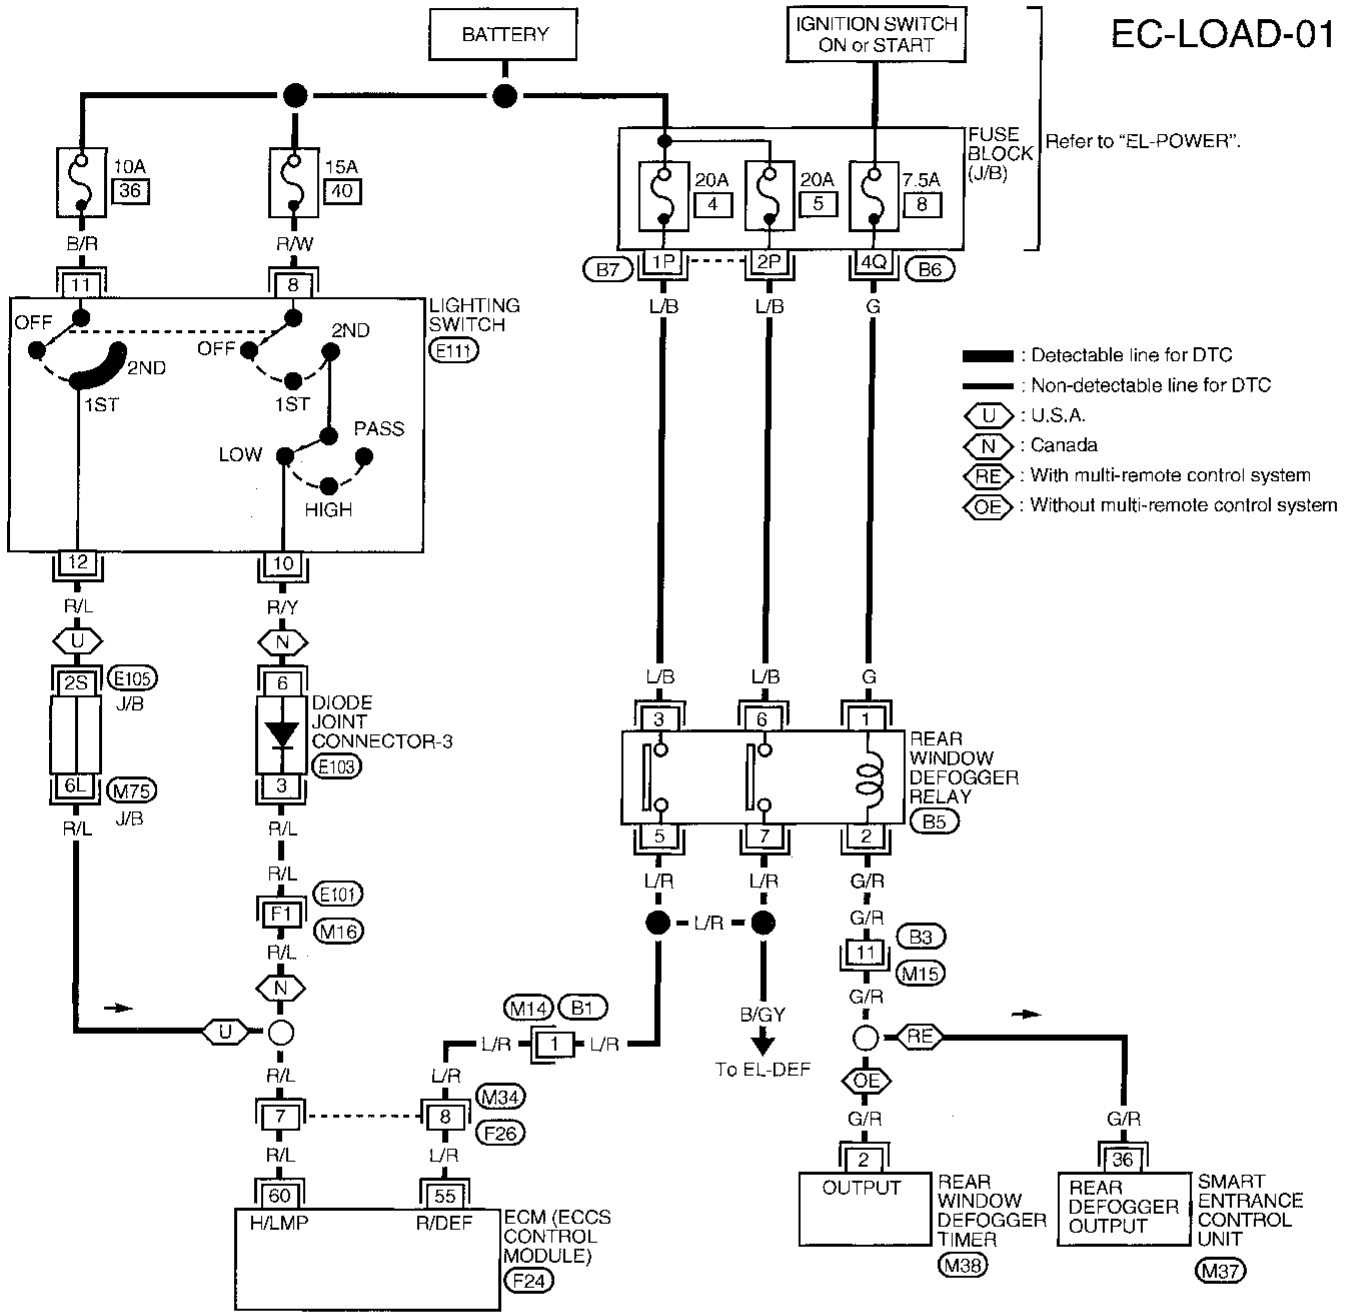 BATTERY
IGNITION SWITCH
ON or START
EC-LOAD-01
FUSE
BLOCK
(J/B)
Refer to "EL-POWER".
10A
36
15A
40
20A
4
20A
5
7.5A
8
B/R
R/W
B7
1P
2P
4Q
B6
11
8
L/B
L/B
G
LIGHTING
SWITCH
E111
OFF
2ND
1ST
OFF
2ND
1ST
LOW
PASS
HIGH
: Detectable line for DTC
: Non-detectable line for DTC
U : U.S.A.
N : Canada
RE : With multi-remote control system
OE : Without multi-remote control system
12
10
R/L
R/Y
U
N
2S
E105
J/B
6
DIODE
JOINT
CONNECTOR-3
E103
6L
M75
J/B
3
R/L
R/L
R/L
E101
F1
M16
R/L
N
U
L/B
L/B
G
3
6
1
REAR
WINDOW
DEFOGGER
RELAY
B5
5
7
2
L/R
L/R
G/R
L/R
G/R
B3
11
M15
G/R
B/GY
To EL-DEF
M14
B1
L/R
1
L/R
RE
OE
R/L
L/R
M34
7
8
F26
R/L
L/R
G/R
G/R
60
55
H/LMP
R/DEF
ECM (ECCS
CONTROL
MODULE)
F24
2
OUTPUT
REAR
WINDOW
DEFOGGER
TIMER
M38
36
REAR
DEFOGGER
OUTPUT
SMART
ENTRANCE
CONTROL
UNIT
M37